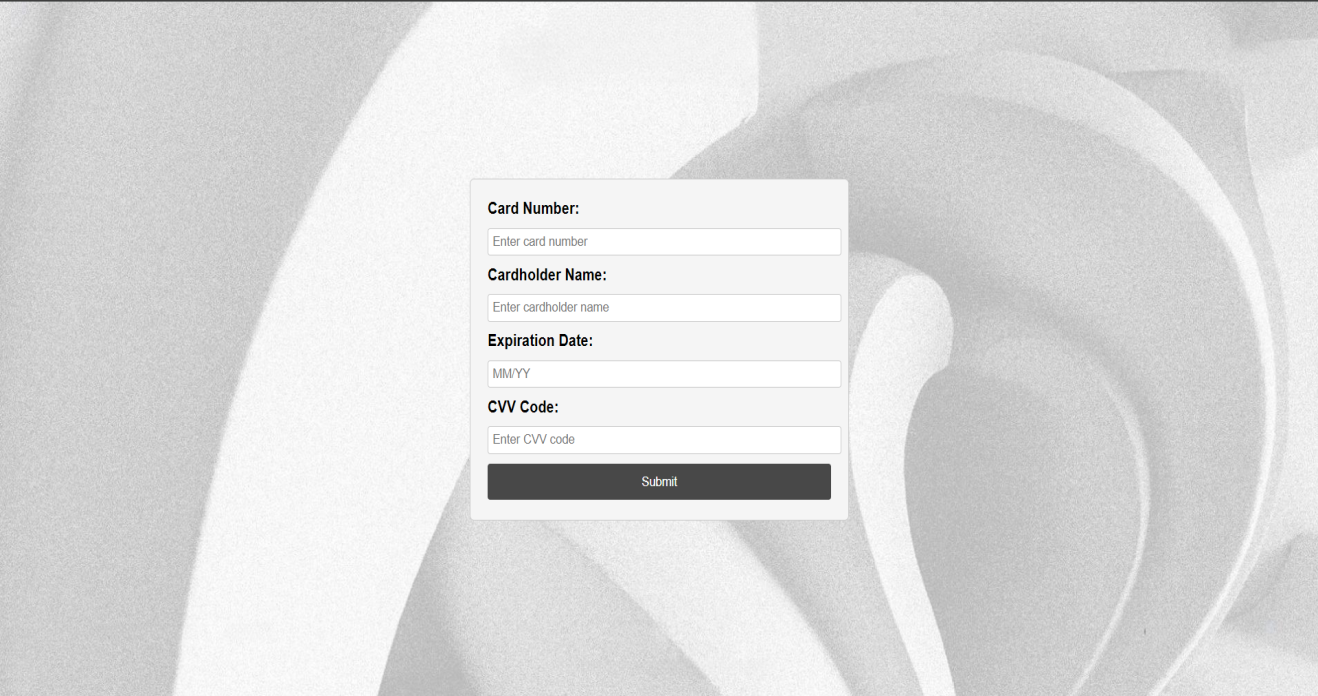 Card Number:
Enter card number
Cardholder Name:
Enter cardholder name
Expiration Date:
MM/YY
CVV Code:
Enter CVV code
Submit